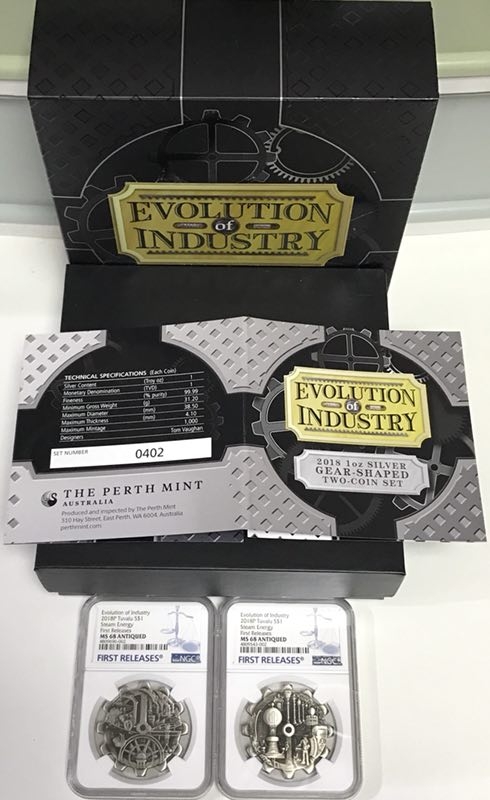 EVOLUTION
of
INDUSTRY
TECHNICAL SPECIFICATIONS (Each Coin)
Silver Content (Troy oz) 1
Monetary Denomination (TVD) 1
Fineness (% purity) 99.99
Minimum Gross Weight (g) 31.20
Maximum Diameter (mm) 38.50
Maximum Thickness (mm) 4.10
Maximum Mintage 1,000
Designers Tom Vaughan
SET NUMBER 0402
THE PERTH MINT
AUSTRALIA
Produced and inspected by The Perth Mint
310 Hay Street, East Perth, WA 6004, Australia
perthmint.com
EVOLUTION
of
INDUSTRY
2018 1oz SILVER
GEAR-SHAPED
TWO-COIN SET
Evolution of Industry
2018P Tuvalu S$1
Steam Energy
First Releases
MS 68 ANTIQUED
FIRST RELEASES
NGC
Evolution of Industry
2018P Tuvalu S$1
Steam Energy
First Releases
MS 68 ANTIQUED
FIRST RELEASES
NGC